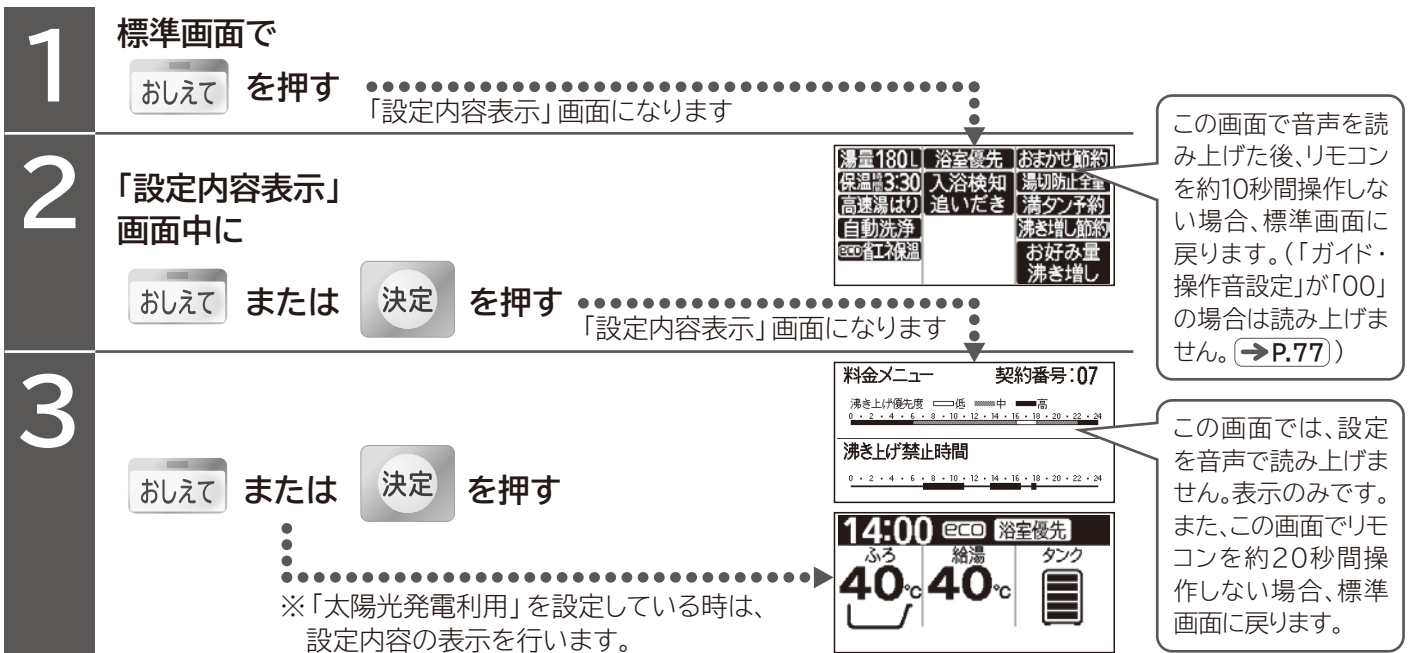 1
標準画面で
おしえて を押す
「設定内容表示」画面になります
2
「設定内容表示」
画面中に
おしえて または 決定 を押す
「設定内容表示」画面になります
湯量180L 浴室優先 おまかせ節約
保温時間3:30 入浴検知 湯切防止全量
高速湯はり 追いだき 満タン予約
自動洗浄 沸き増し節約
eco省エネ保温 お好み量
沸き増し
この画面で音声を読
み上げた後、リモコン
を約10秒間操作しな
い場合、標準画面に
戻ります。(「ガイド・
操作音設定」が「00」
の場合は読み上げま
せん。➔P.77)
3
おしえて または 決定 を押す
※「太陽光発電利用」を設定している時は、
設定内容の表示を行います。
料金メニュー 契約番号:07
沸き上げ優先度 低 中 高
0・2・4・6・8・10・12・14・16・18・20・22・24
沸き上げ禁止時間
0・2・4・6・8・10・12・14・16・18・20・22・24
14:00 eco 浴室優先
ふろ 給湯 タンク
40℃ 40℃
この画面では、設定
を音声で読み上げま
せん。表示のみです。
また、この画面でリモ
コンを約20秒間操
作しない場合、標準
画面に戻ります。